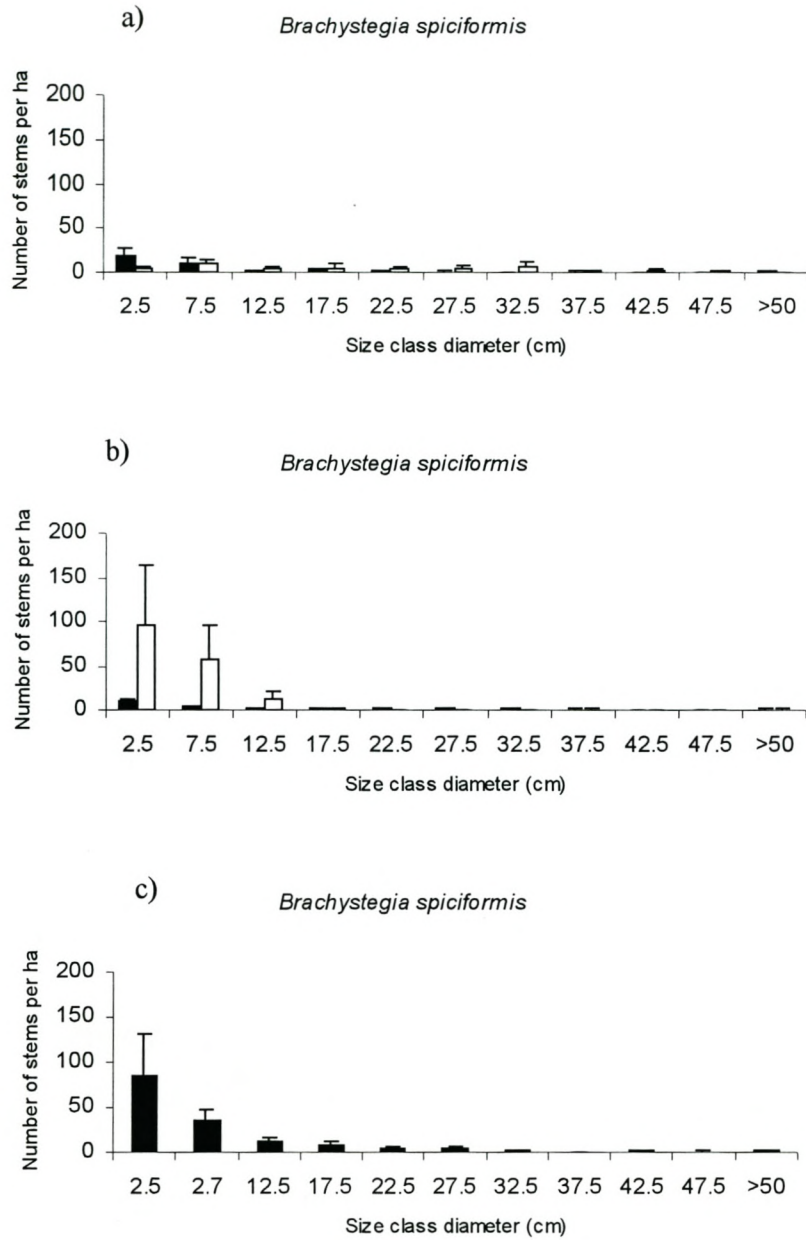 a)
Brachystegia spiciformis
Number of stems per ha
200
150
100
50
0
2.5 7.5 12.5 17.5 22.5 27.5 32.5 37.5 42.5 47.5 >50
Size class diameter (cm)
b)
Brachystegia spiciformis
Number of stems per ha
200
150
100
50
0
2.5 7.5 12.5 17.5 22.5 27.5 32.5 37.5 42.5 47.5 >50
Size class diameter (cm)
c)
Brachystegia spiciformis
Number of stems per ha
200
150
100
50
0
2.5 2.7 12.5 17.5 22.5 27.5 32.5 37.5 42.5 47.5 >50
Size class diameter (cm)